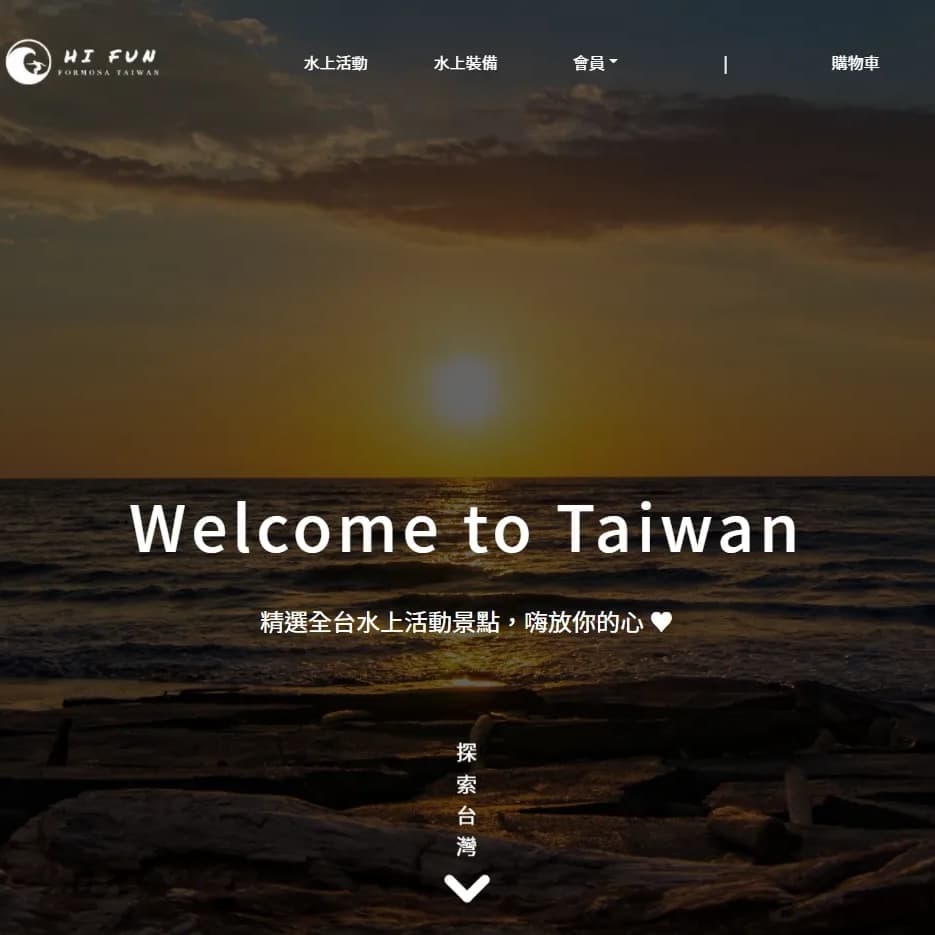 HI FUN
FORMOSA TAIWAN
水上活動 水上裝備 會員 | 購物車
Welcome to Taiwan
精選全台水上活動景點，嗨放你的心 ♥
探索台灣